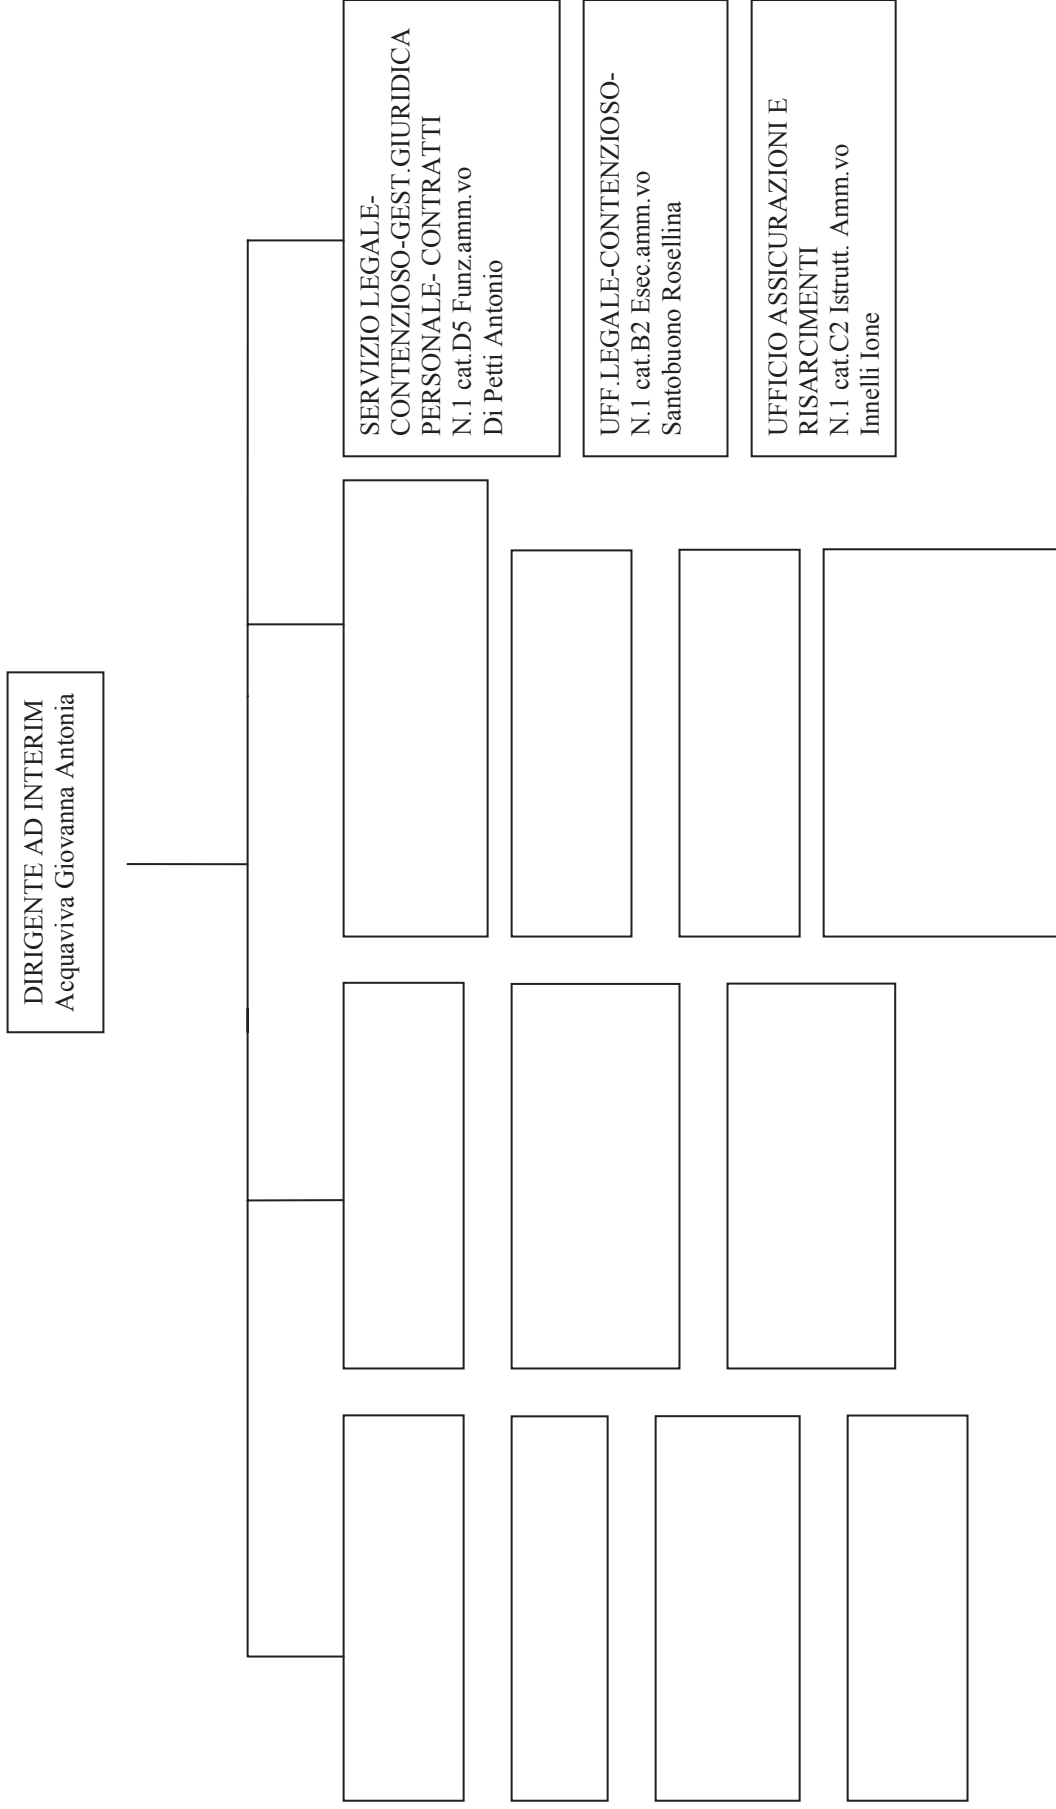 DIRIGENTE AD INTERIM
Acquaviva Giovanna Antonia
SERVIZIO LEGALE-
CONTENZIOSO-GEST.GIURIDICA
PERSONALE- CONTRATTI
N.1 cat.D5 Funz.amm.vo
Di Petti Antonio
UFF.LEGALE-CONTENZIOSO-
N.1 cat.B2 Esec.amm.vo
Santobuono Rosellina
UFFICIO ASSICURAZIONI E
RISARCIMENTI
N.1 cat.C2 Istrutt. Amm.vo
Innelli Ione